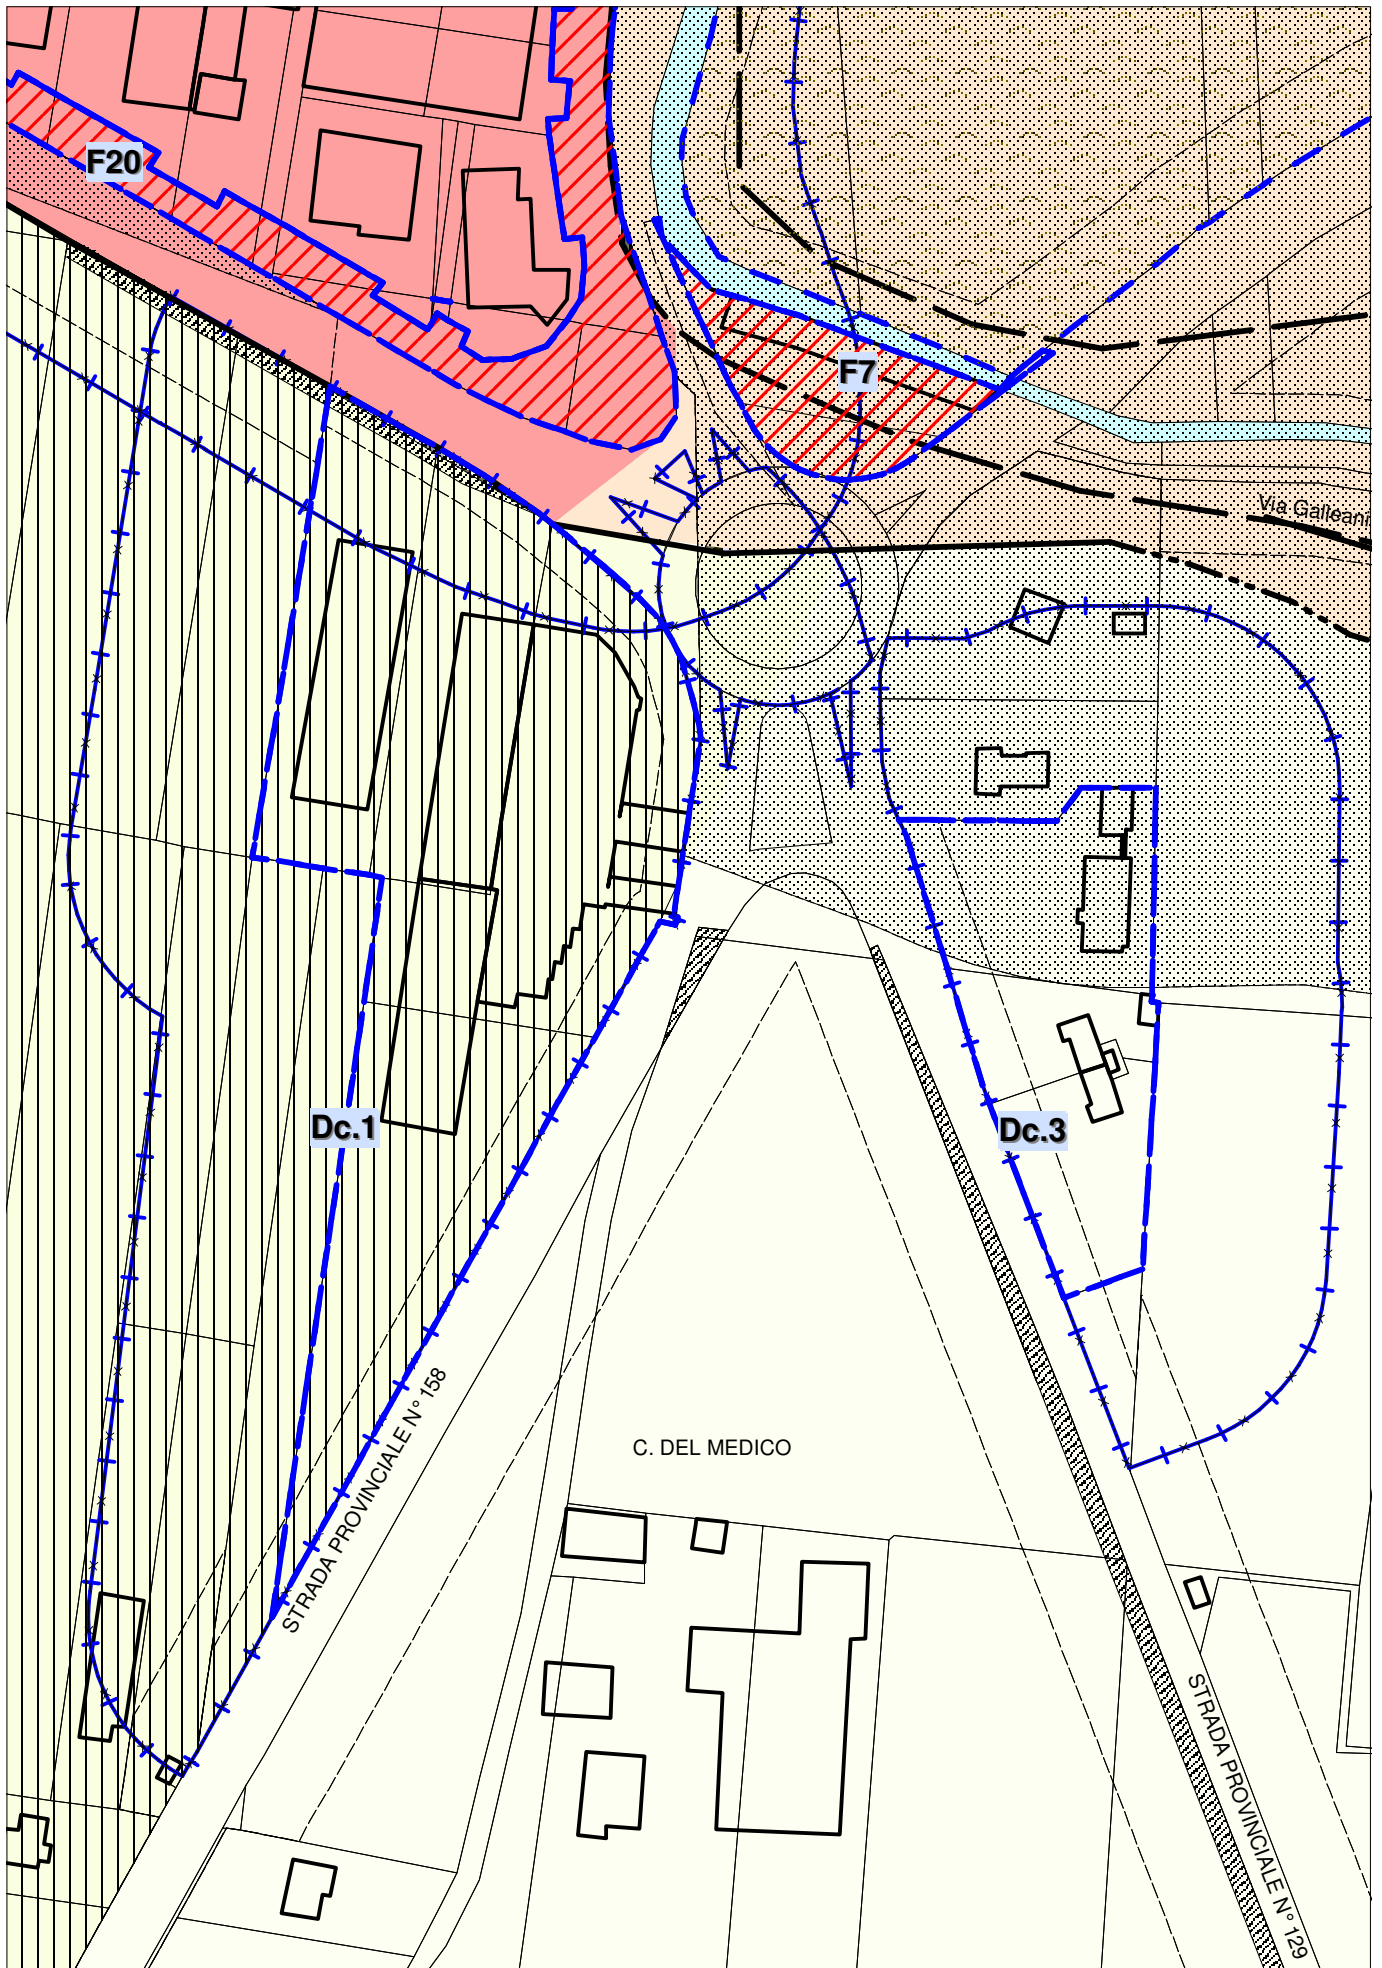 F20
F7
Via Galleani
Dc.1
Dc.3
STRADA PROVINCIALE N° 158
C. DEL MEDICO
STRADA PROVINCIALE N° 129